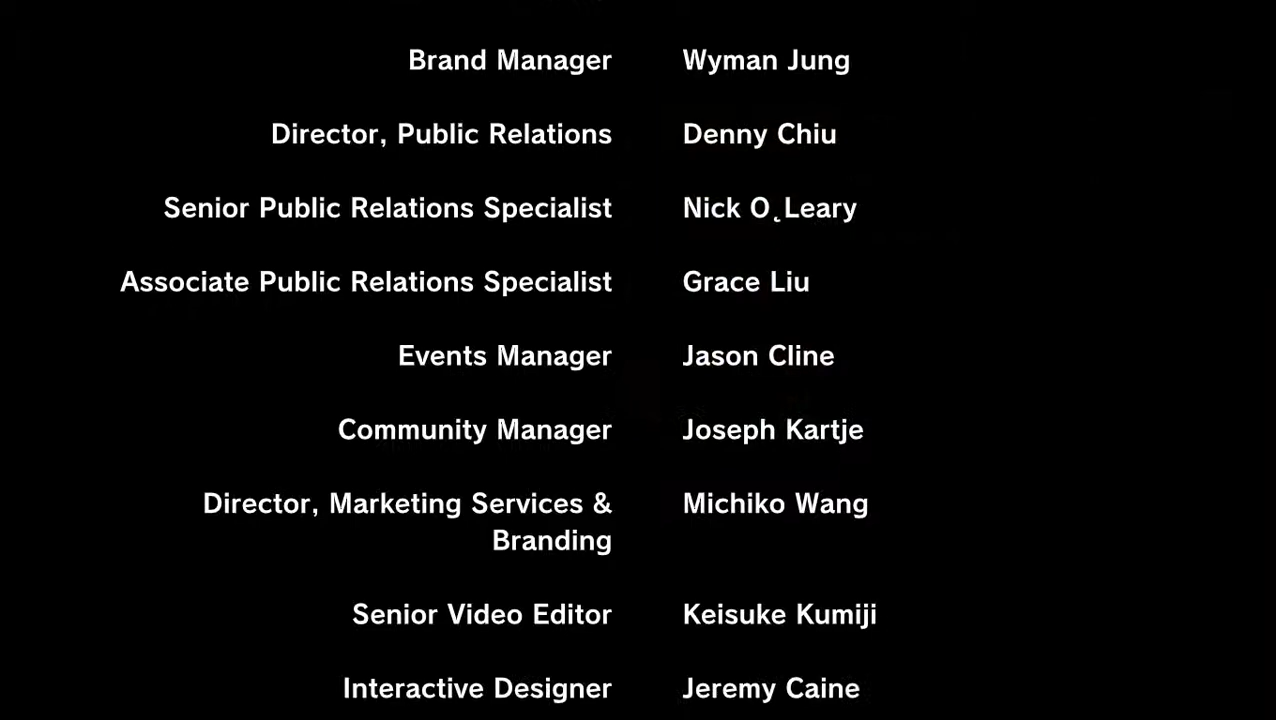 Brand Manager Wyman Jung
Director, Public Relations Denny Chiu
Senior Public Relations Specialist Nick O˛Leary
Associate Public Relations Specialist Grace Liu
Events Manager Jason Cline
Community Manager Joseph Kartje
Director, Marketing Services & Michiko Wang
Branding
Senior Video Editor Keisuke Kumiji
Interactive Designer Jeremy Caine